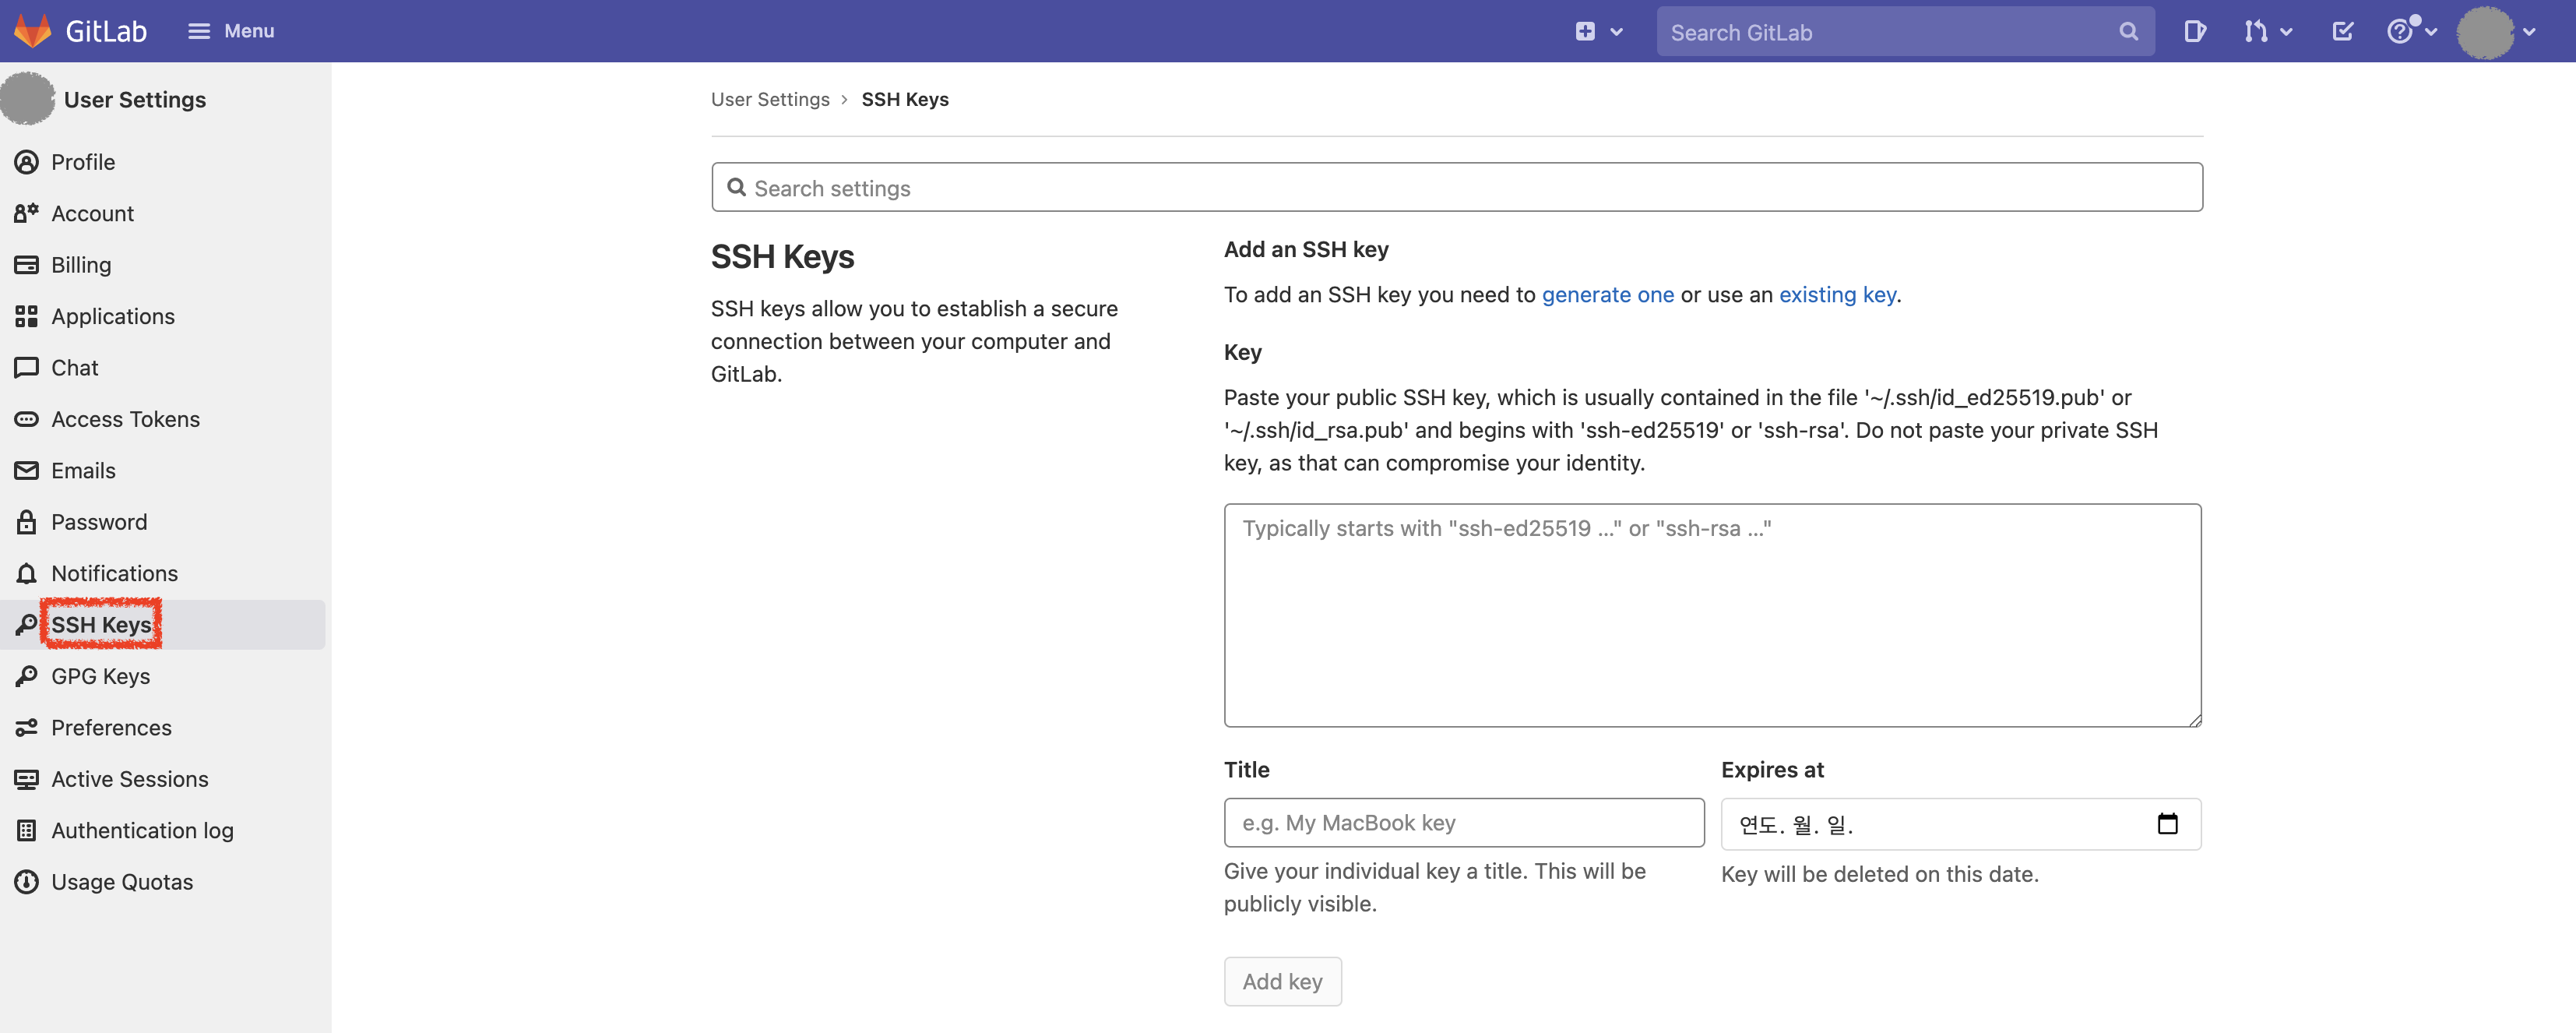 GitLab
Menu
Search GitLab
User Settings
Profile
Account
Billing
Applications
Chat
Access Tokens
Emails
Password
Notifications
SSH Keys
GPG Keys
Preferences
Active Sessions
Authentication log
Usage Quotas
User Settings › SSH Keys
Search settings
SSH Keys
SSH keys allow you to establish a secure
connection between your computer and
GitLab.
Add an SSH key
To add an SSH key you need to generate one or use an existing key.
Key
Paste your public SSH key, which is usually contained in the file '~/.ssh/id_ed25519.pub' or
'~/.ssh/id_rsa.pub' and begins with 'ssh-ed25519' or 'ssh-rsa'. Do not paste your private SSH
key, as that can compromise your identity.
Typically starts with "ssh-ed25519 ..." or "ssh-rsa ..."
Title
e.g. My MacBook key
Give your individual key a title. This will be
publicly visible.
Expires at
연도. 월. 일.
Key will be deleted on this date.
Add key